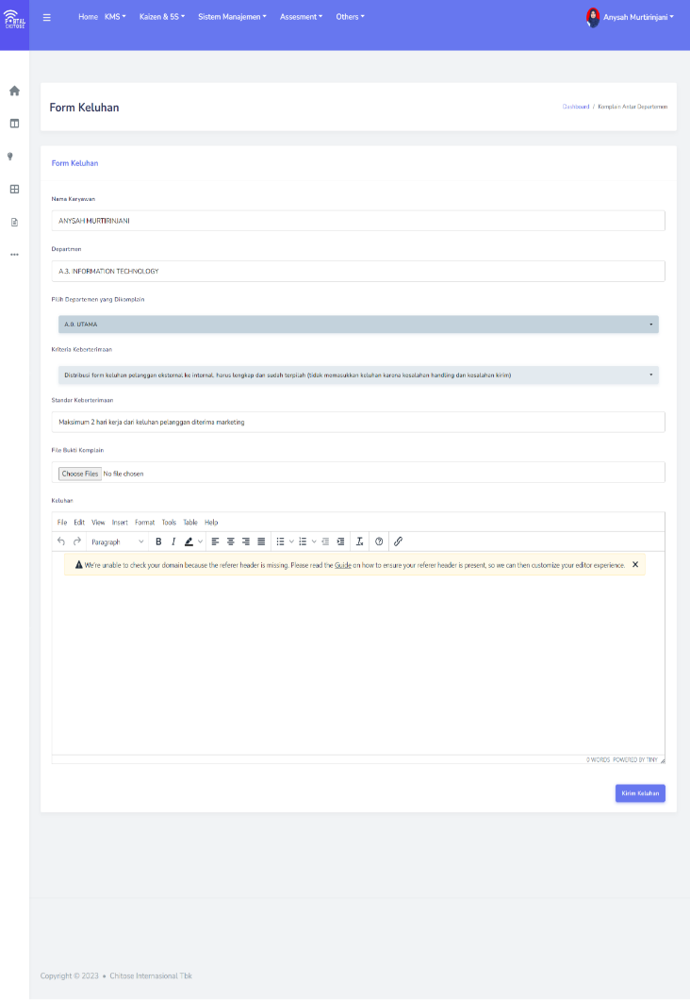 PORTAL
CHITOSE
Home KMS Kaizen & 5S Sistem Manajemen Assesment Others Anysah Murtirinjani
Form Keluhan
Dashboard / Komplain Antar Departemen
Form Keluhan
Nama Karyawan
ANYSAH MURTIRINJANI
Departmen
A.3. INFORMATION TECHNOLOGY
Pilih Departemen yang Dikomplain
A.0. UTAMA
Kriteria Keberterimaan
Distribusi form keluhan pelanggan eksternal ke internal, harus lengkap dan sudah terpilah (tidak memasukkan keluhan karena kesalahan handling dan kesalahan kirim)
Standar Keberterimaan
Maksimum 2 hari kerja dari keluhan pelanggan diterima marketing
File Bukti Komplain
Choose Files No file chosen
Keluhan
File Edit View Insert Format Tools Table Help
Paragraph B I
We're unable to check your domain because the referer header is missing. Please read the Guide on how to ensure your referer header is present, so we can then customize your editor experience.
0 WORDS POWERED BY TINY
Kirim Keluhan
Copyright © 2023 • Chitose Internasional Tbk